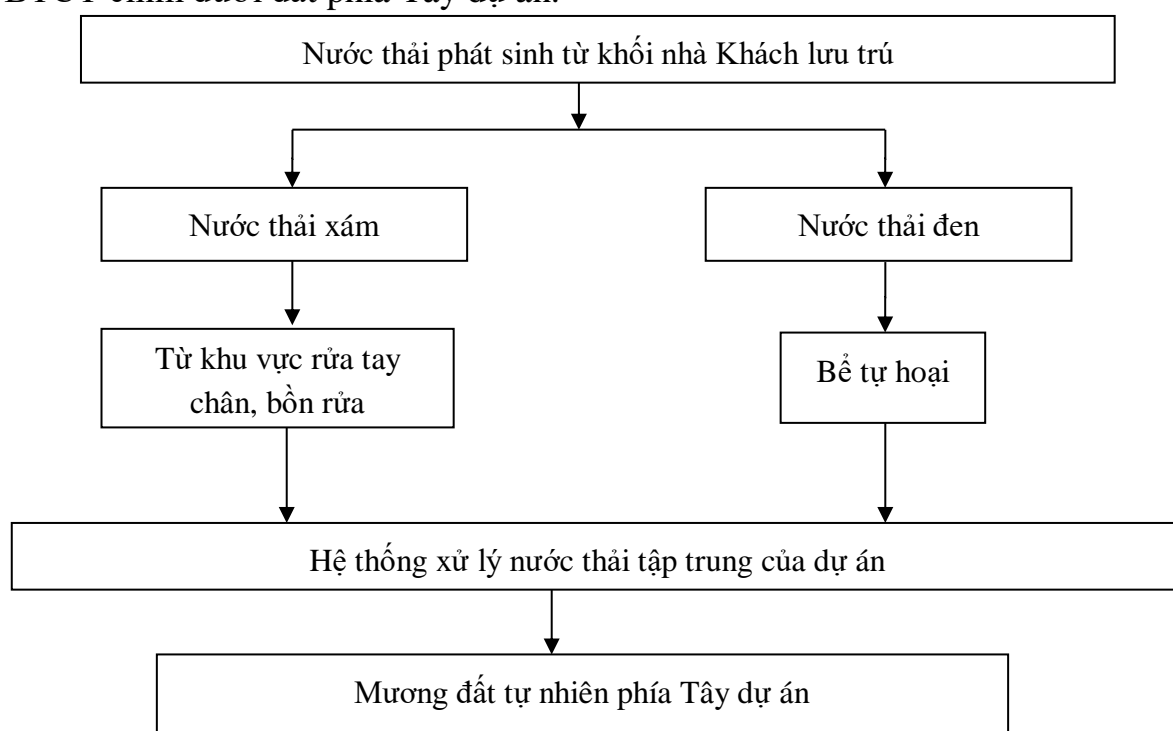 Nước thải phát sinh từ khối nhà Khách lưu trú
Nước thải xám
Nước thải đen
Từ khu vực rửa tay
chân, bồn rửa
Bể tự hoại
Hệ thống xử lý nước thải tập trung của dự án
Mương đất tự nhiên phía Tây dự án